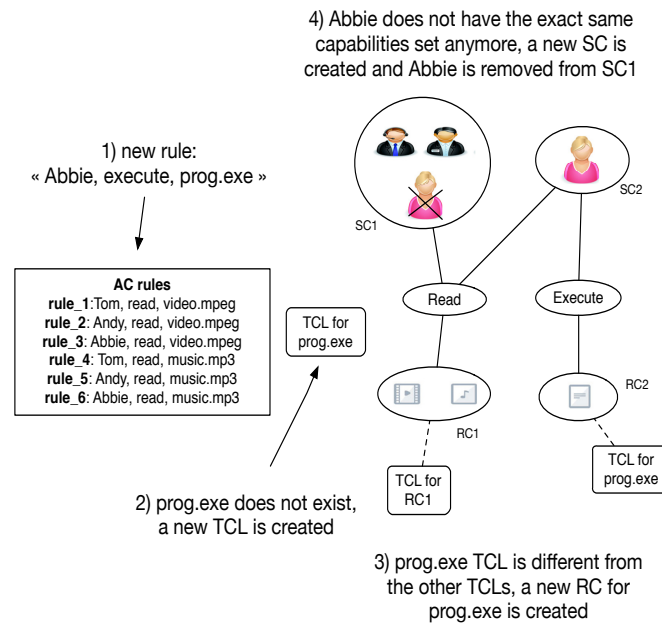 4) Abbie does not have the exact same
capabilities set anymore, a new SC is
created and Abbie is removed from SC1
1) new rule:
« Abbie, execute, prog.exe »
SC1
SC2
AC rules
rule_1:Tom, read, video.mpeg
rule_2: Andy, read, video.mpeg
rule_3: Abbie, read, video.mpeg
rule_4: Tom, read, music.mp3
rule_5: Andy, read, music.mp3
rule_6: Abbie, read, music.mp3
TCL for
prog.exe
Read
Execute
RC1
RC2
TCL for
RC1
TCL for
prog.exe
2) prog.exe does not exist,
a new TCL is created
3) prog.exe TCL is different from
the other TCLs, a new RC for
prog.exe is created